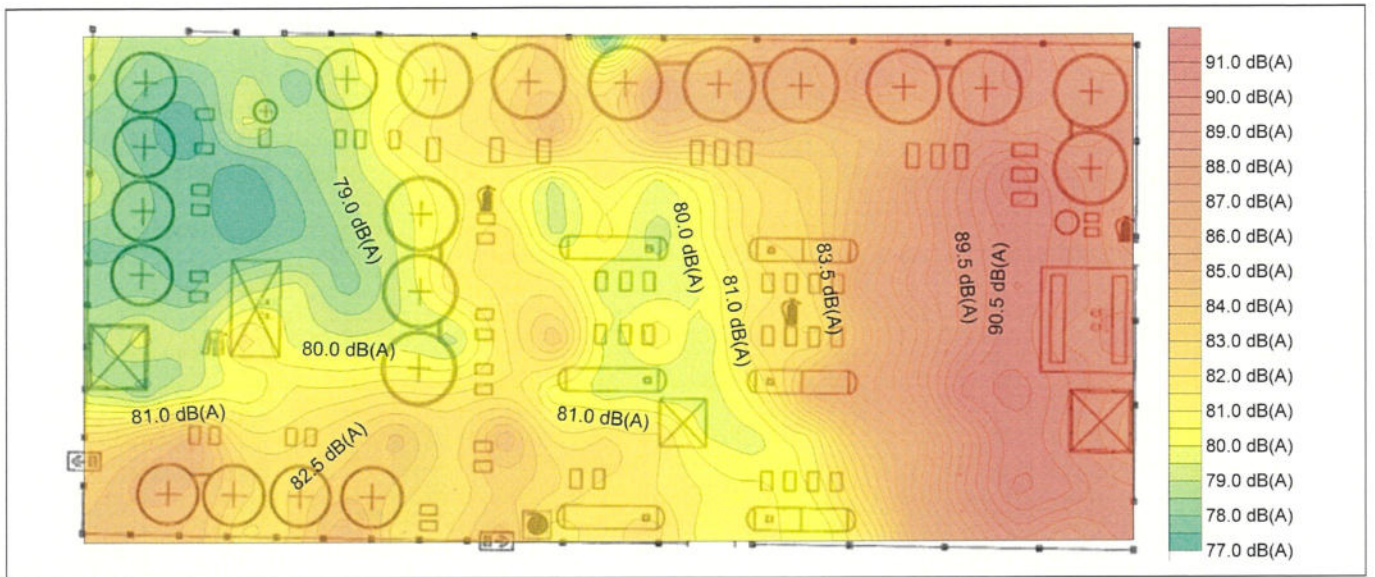 91.0 dB(A)
90.0 dB(A)
89.0 dB(A)
88.0 dB(A)
87.0 dB(A)
86.0 dB(A)
85.0 dB(A)
84.0 dB(A)
83.0 dB(A)
82.0 dB(A)
81.0 dB(A)
80.0 dB(A)
79.0 dB(A)
78.0 dB(A)
77.0 dB(A)
79.0 dB(A)
80.0 dB(A)
81.0 dB(A)
83.5 dB(A)
89.5 dB(A)
90.5 dB(A)
80.0 dB(A)
81.0 dB(A)
81.0 dB(A)
82.5 dB(A)